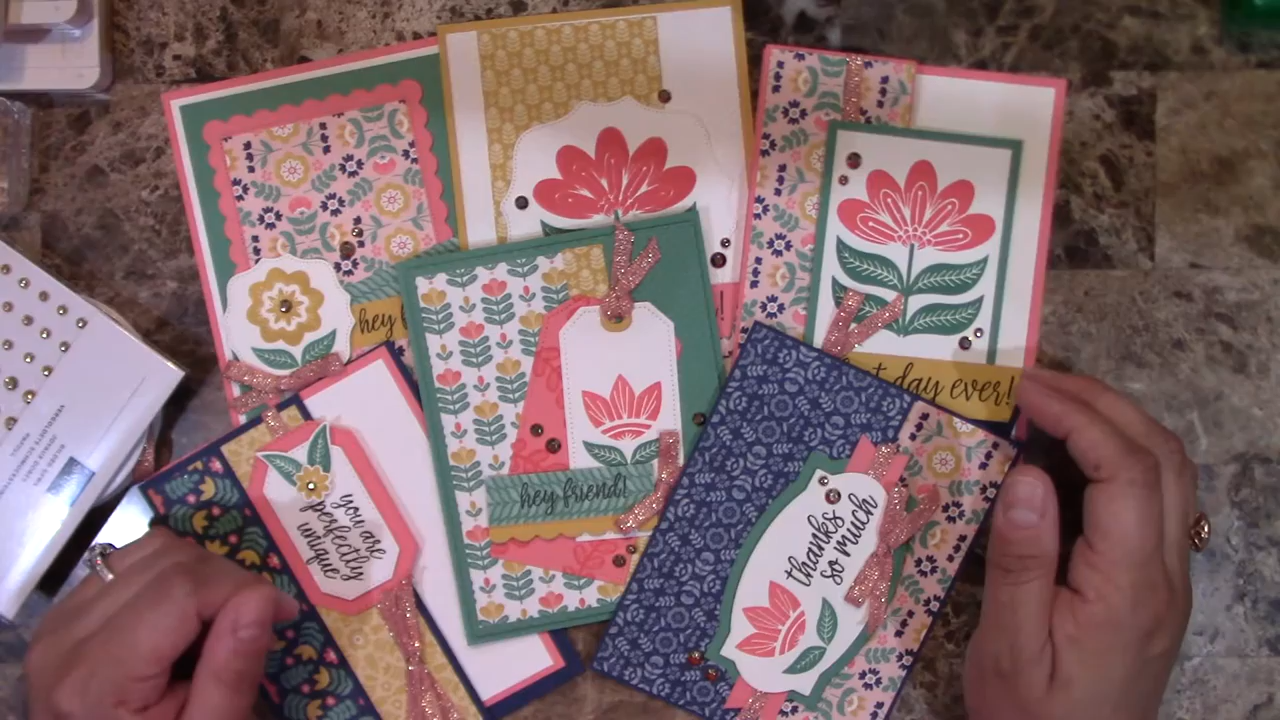 hey f
t day ever!
hey friend!
you are
perfectly
unique
thanks
so much